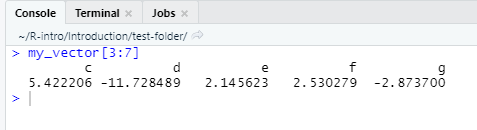 Console Terminal × Jobs ×
~/R-intro/Introduction/test-folder/
> my_vector[3:7]
c d e f g
5.422206 -11.728489 2.145623 2.530279 -2.873700
>